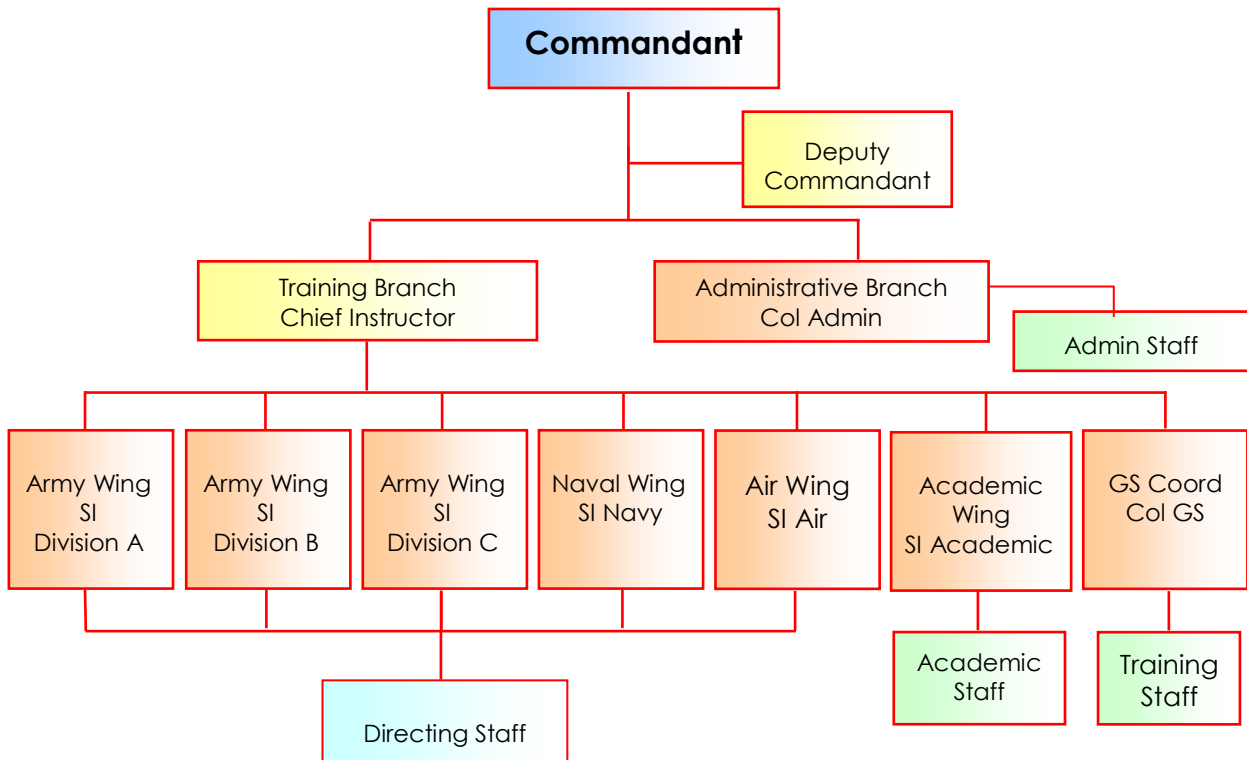 Commandant
Deputy
Commandant
Training Branch
Chief Instructor
Administrative Branch
Col Admin
Admin Staff
Army Wing
SI
Division A
Army Wing
SI
Division B
Army Wing
SI
Division C
Naval Wing
SI Navy
Air Wing
SI Air
Academic
Wing
SI Academic
GS Coord
Col GS
Academic
Staff
Training
Staff
Directing Staff